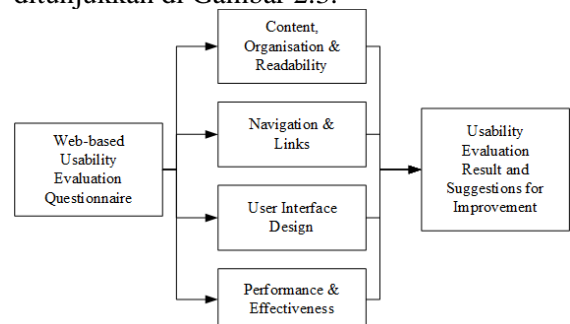 ditunjukkan di Gambar 2.3.
Content,
Organisation &
Readability
Navigation &
Links
Web-based
Usability
Evaluation
Questionnaire
Usability
Evaluation
Result and
Suggestions for
Improvement
User Interface
Design
Performance &
Effectiveness